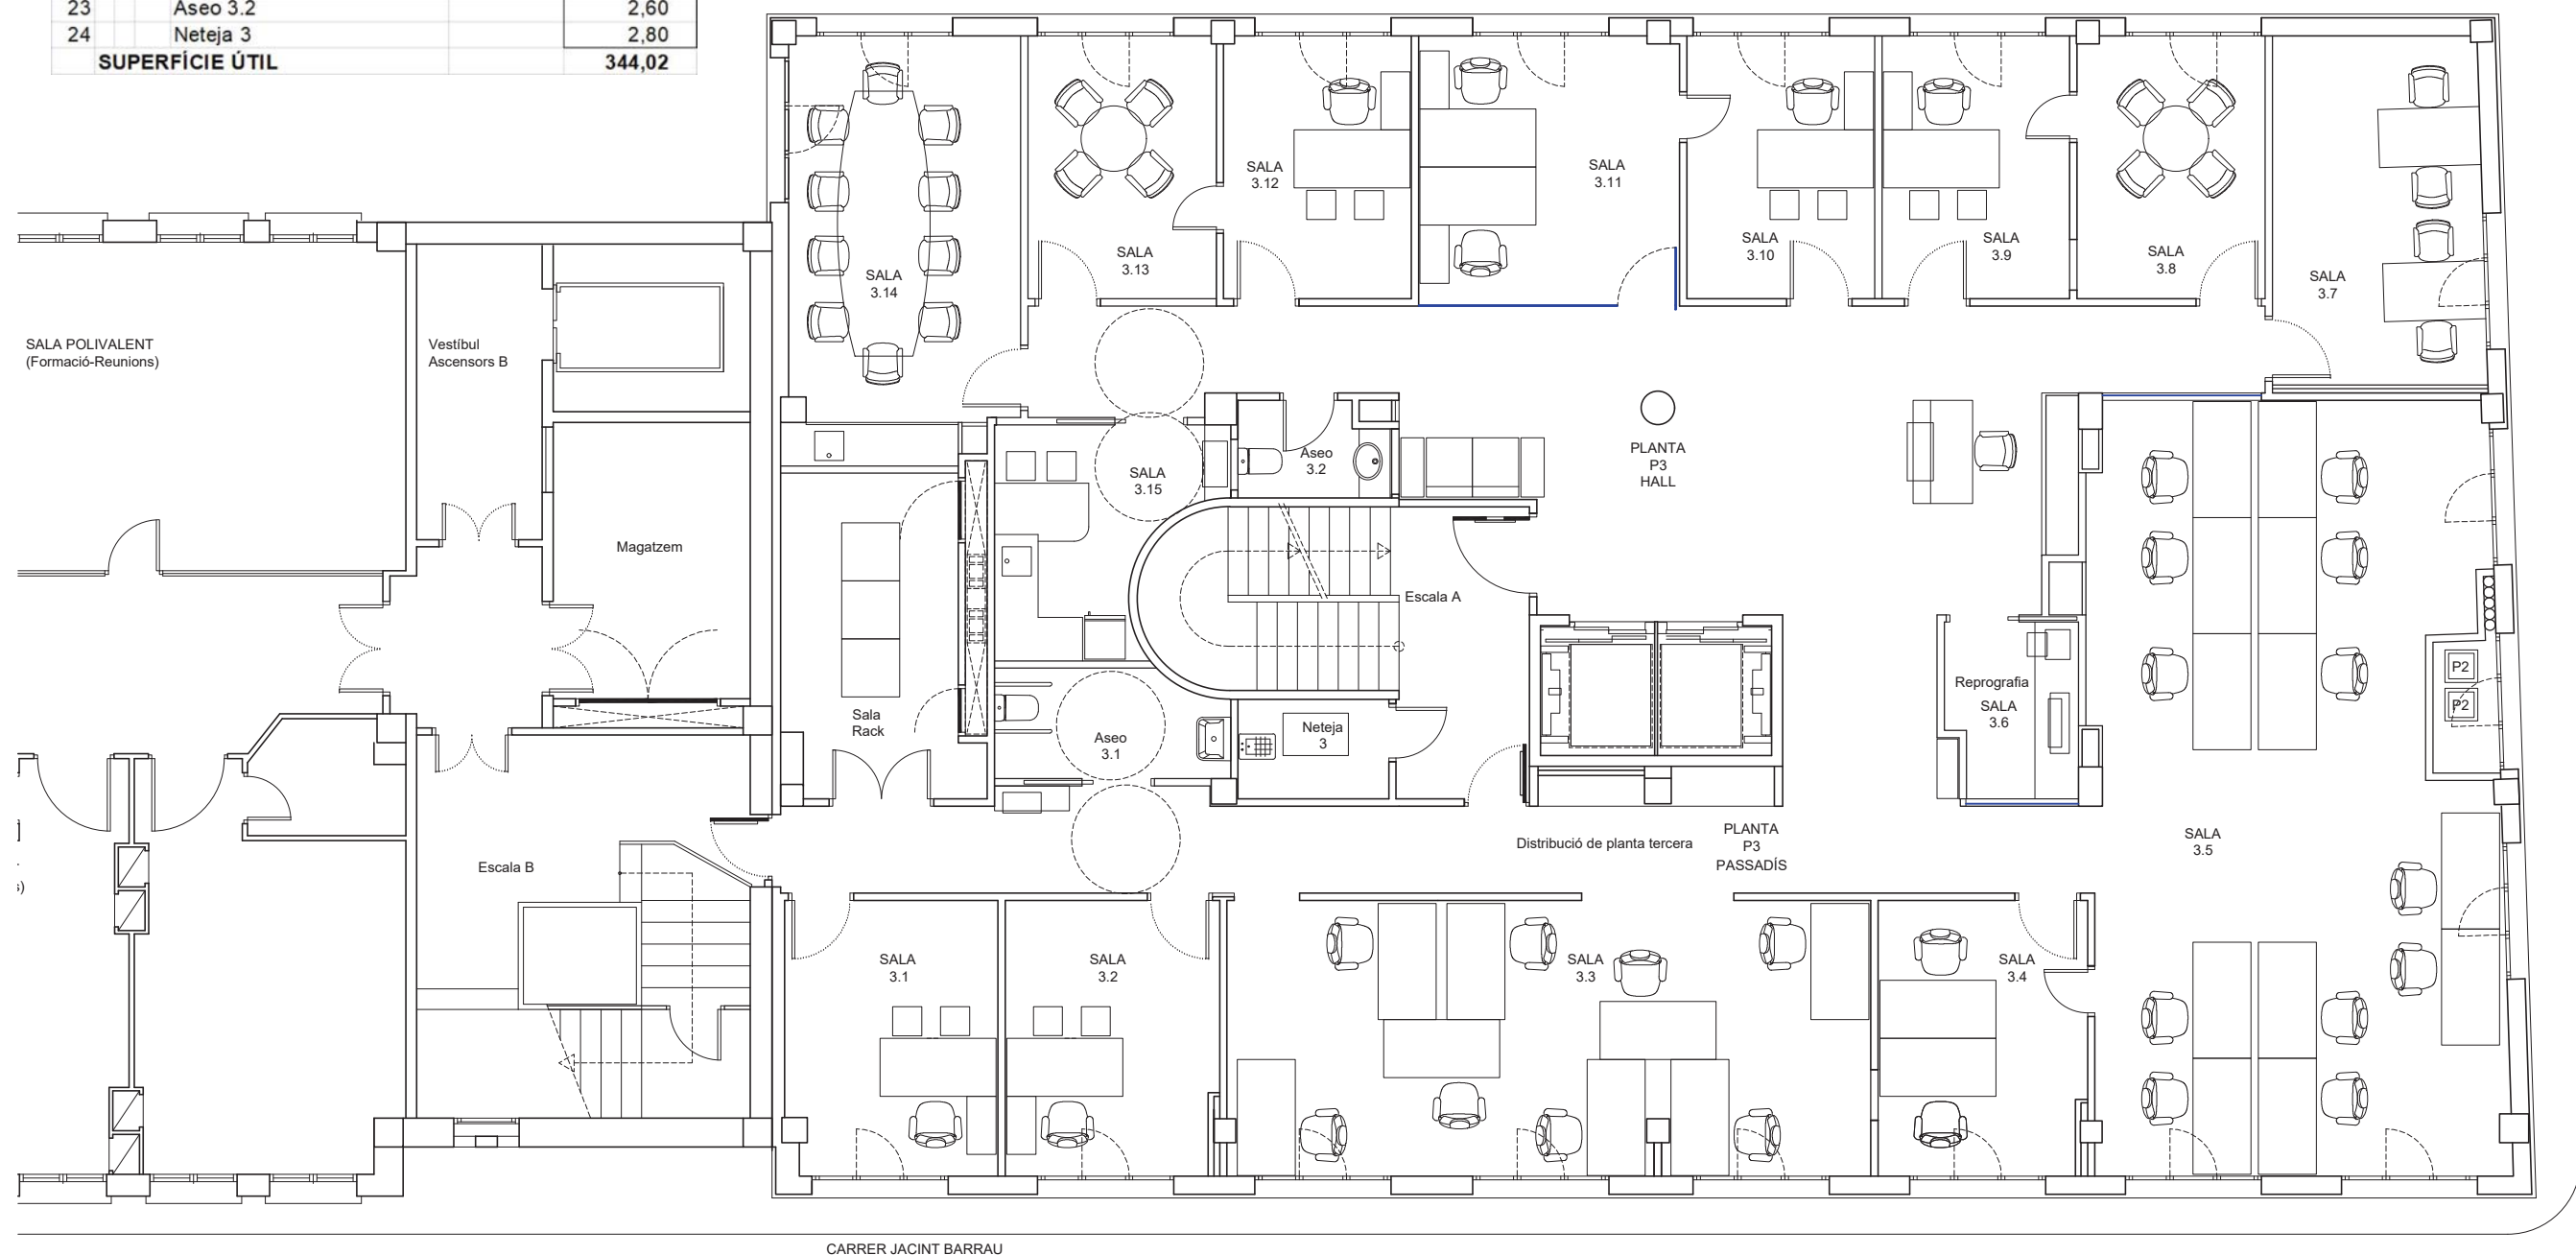 23 Aseo 3.2 2,60
24 Neteja 3 2,80
SUPERFÍCIE ÚTIL 344,02
SALA
3.14
SALA
3.13
SALA
3.12
SALA
3.11
SALA
3.10
SALA
3.9
SALA
3.8
SALA
3.7
SALA POLIVALENT
(Formació-Reunions)
Vestíbul
Ascensors B
Magatzem
SALA
3.15
Aseo
3.2
PLANTA
P3
HALL
Escala A
Sala
Rack
Aseo
3.1
Neteja
3
Reprografia
SALA
3.6
P2
P2
Distribució de planta tercera
PLANTA
P3
PASSADÍS
SALA
3.5
Escala B
s)
SALA
3.1
SALA
3.2
SALA
3.3
SALA
3.4
CARRER JACINT BARRAU